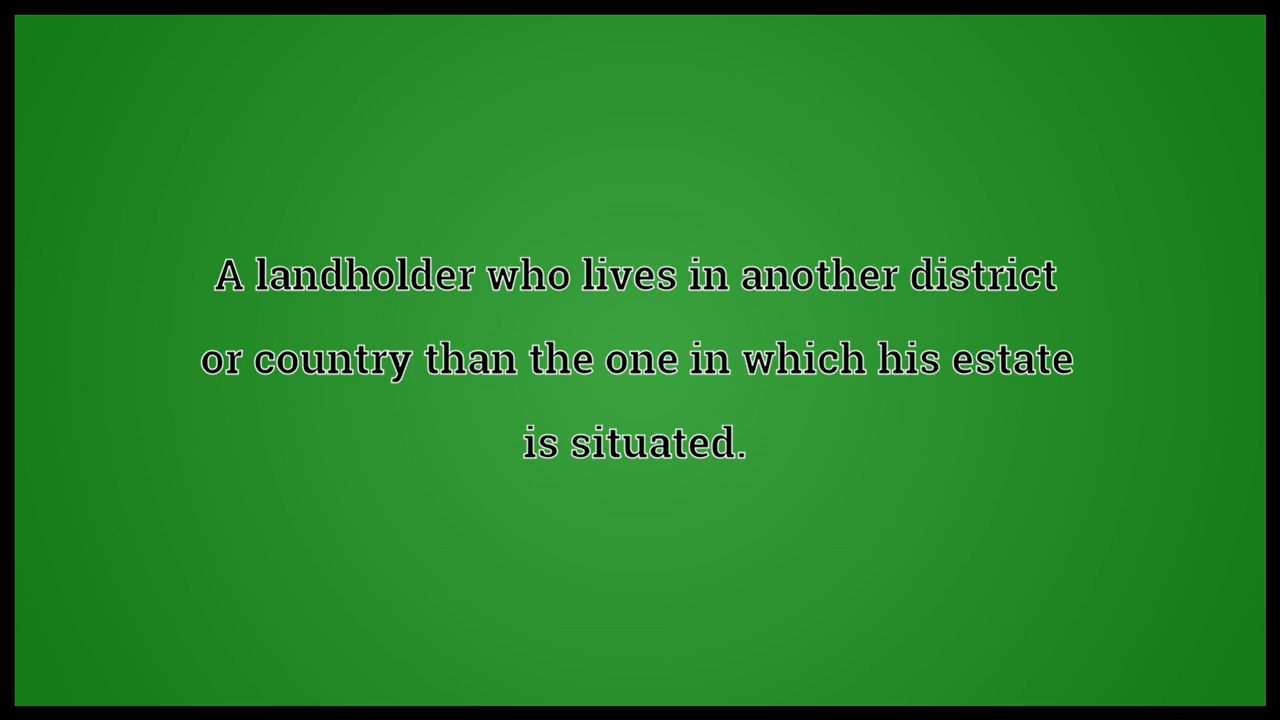 A landholder who lives in another district
or country than the one in which his estate
is situated.